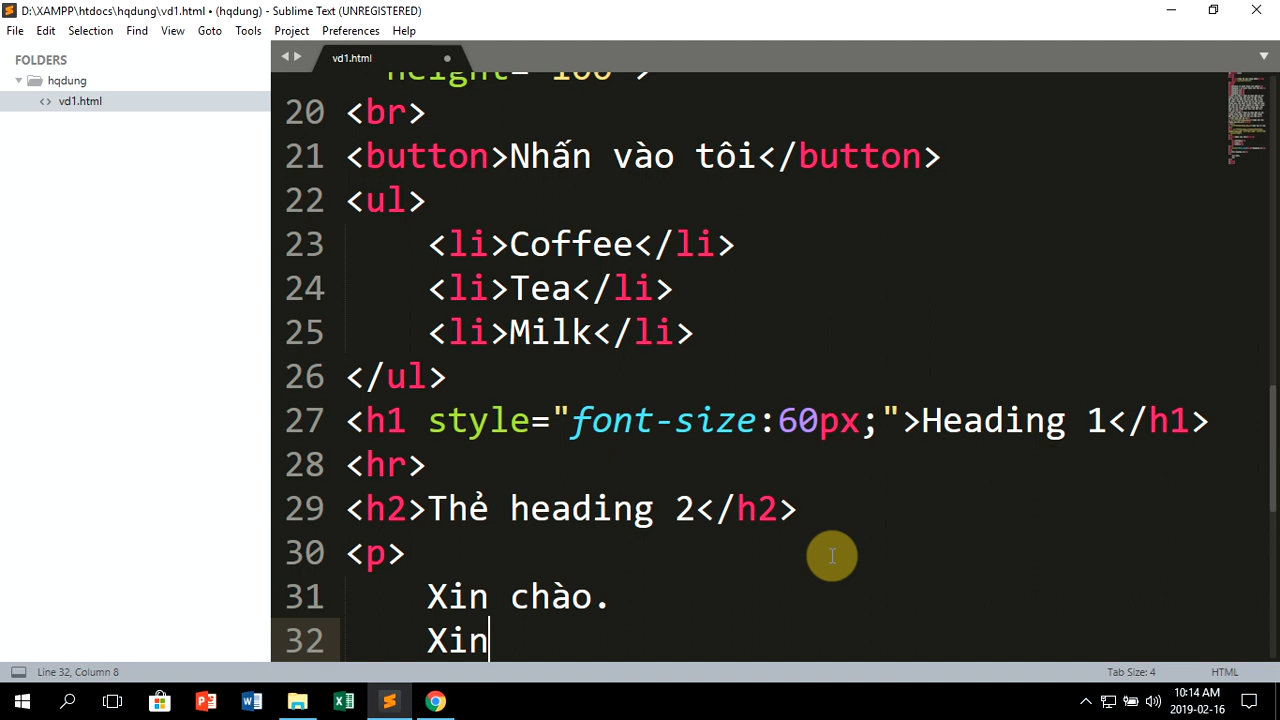 D:\XAMPP\htdocs\hqdung\vd1.html • (hqdung) - Sublime Text (UNREGISTERED)
File Edit Selection Find View Goto Tools Project Preferences Help
FOLDERS
hqdung
<> vd1.html
vd1.html
height="100">
20 <br>
21 <button>Nhấn vào tôi</button>
22 <ul>
23 <li>Coffee</li>
24 <li>Tea</li>
25 <li>Milk</li>
26 </ul>
27 <h1 style="font-size:60px;">Heading 1</h1>
28 <hr>
29 <h2>Thẻ heading 2</h2>
30 <p>
31 Xin chào.
32 Xin
Line 32, Column 8
Tab Size: 4
HTML
10:14 AM
2019-02-16